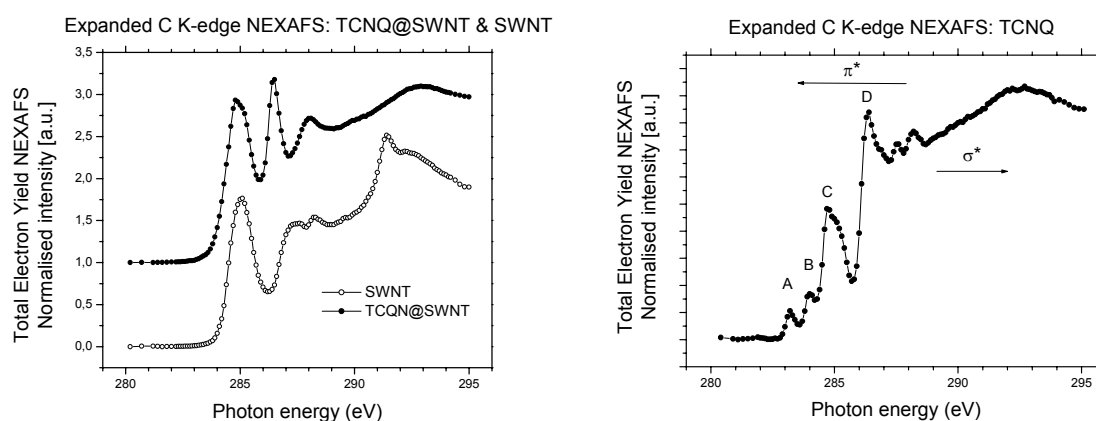 Expanded C K-edge NEXAFS: TCNQ@SWNT & SWNT
Total Electron Yield NEXAFS
Normalised intensity [a.u.]
3,5
3,0
2,5
2,0
1,5
1,0
0,5
0,0
SWNT
TCQN@SWNT
280 285 290 295
Photon energy (eV)
Expanded C K-edge NEXAFS: TCNQ
Total Electron Yield NEXAFS
Normalised intensity [a.u.]
π*
D
σ*
C
B
A
280 285 290 295
Photon energy (eV)